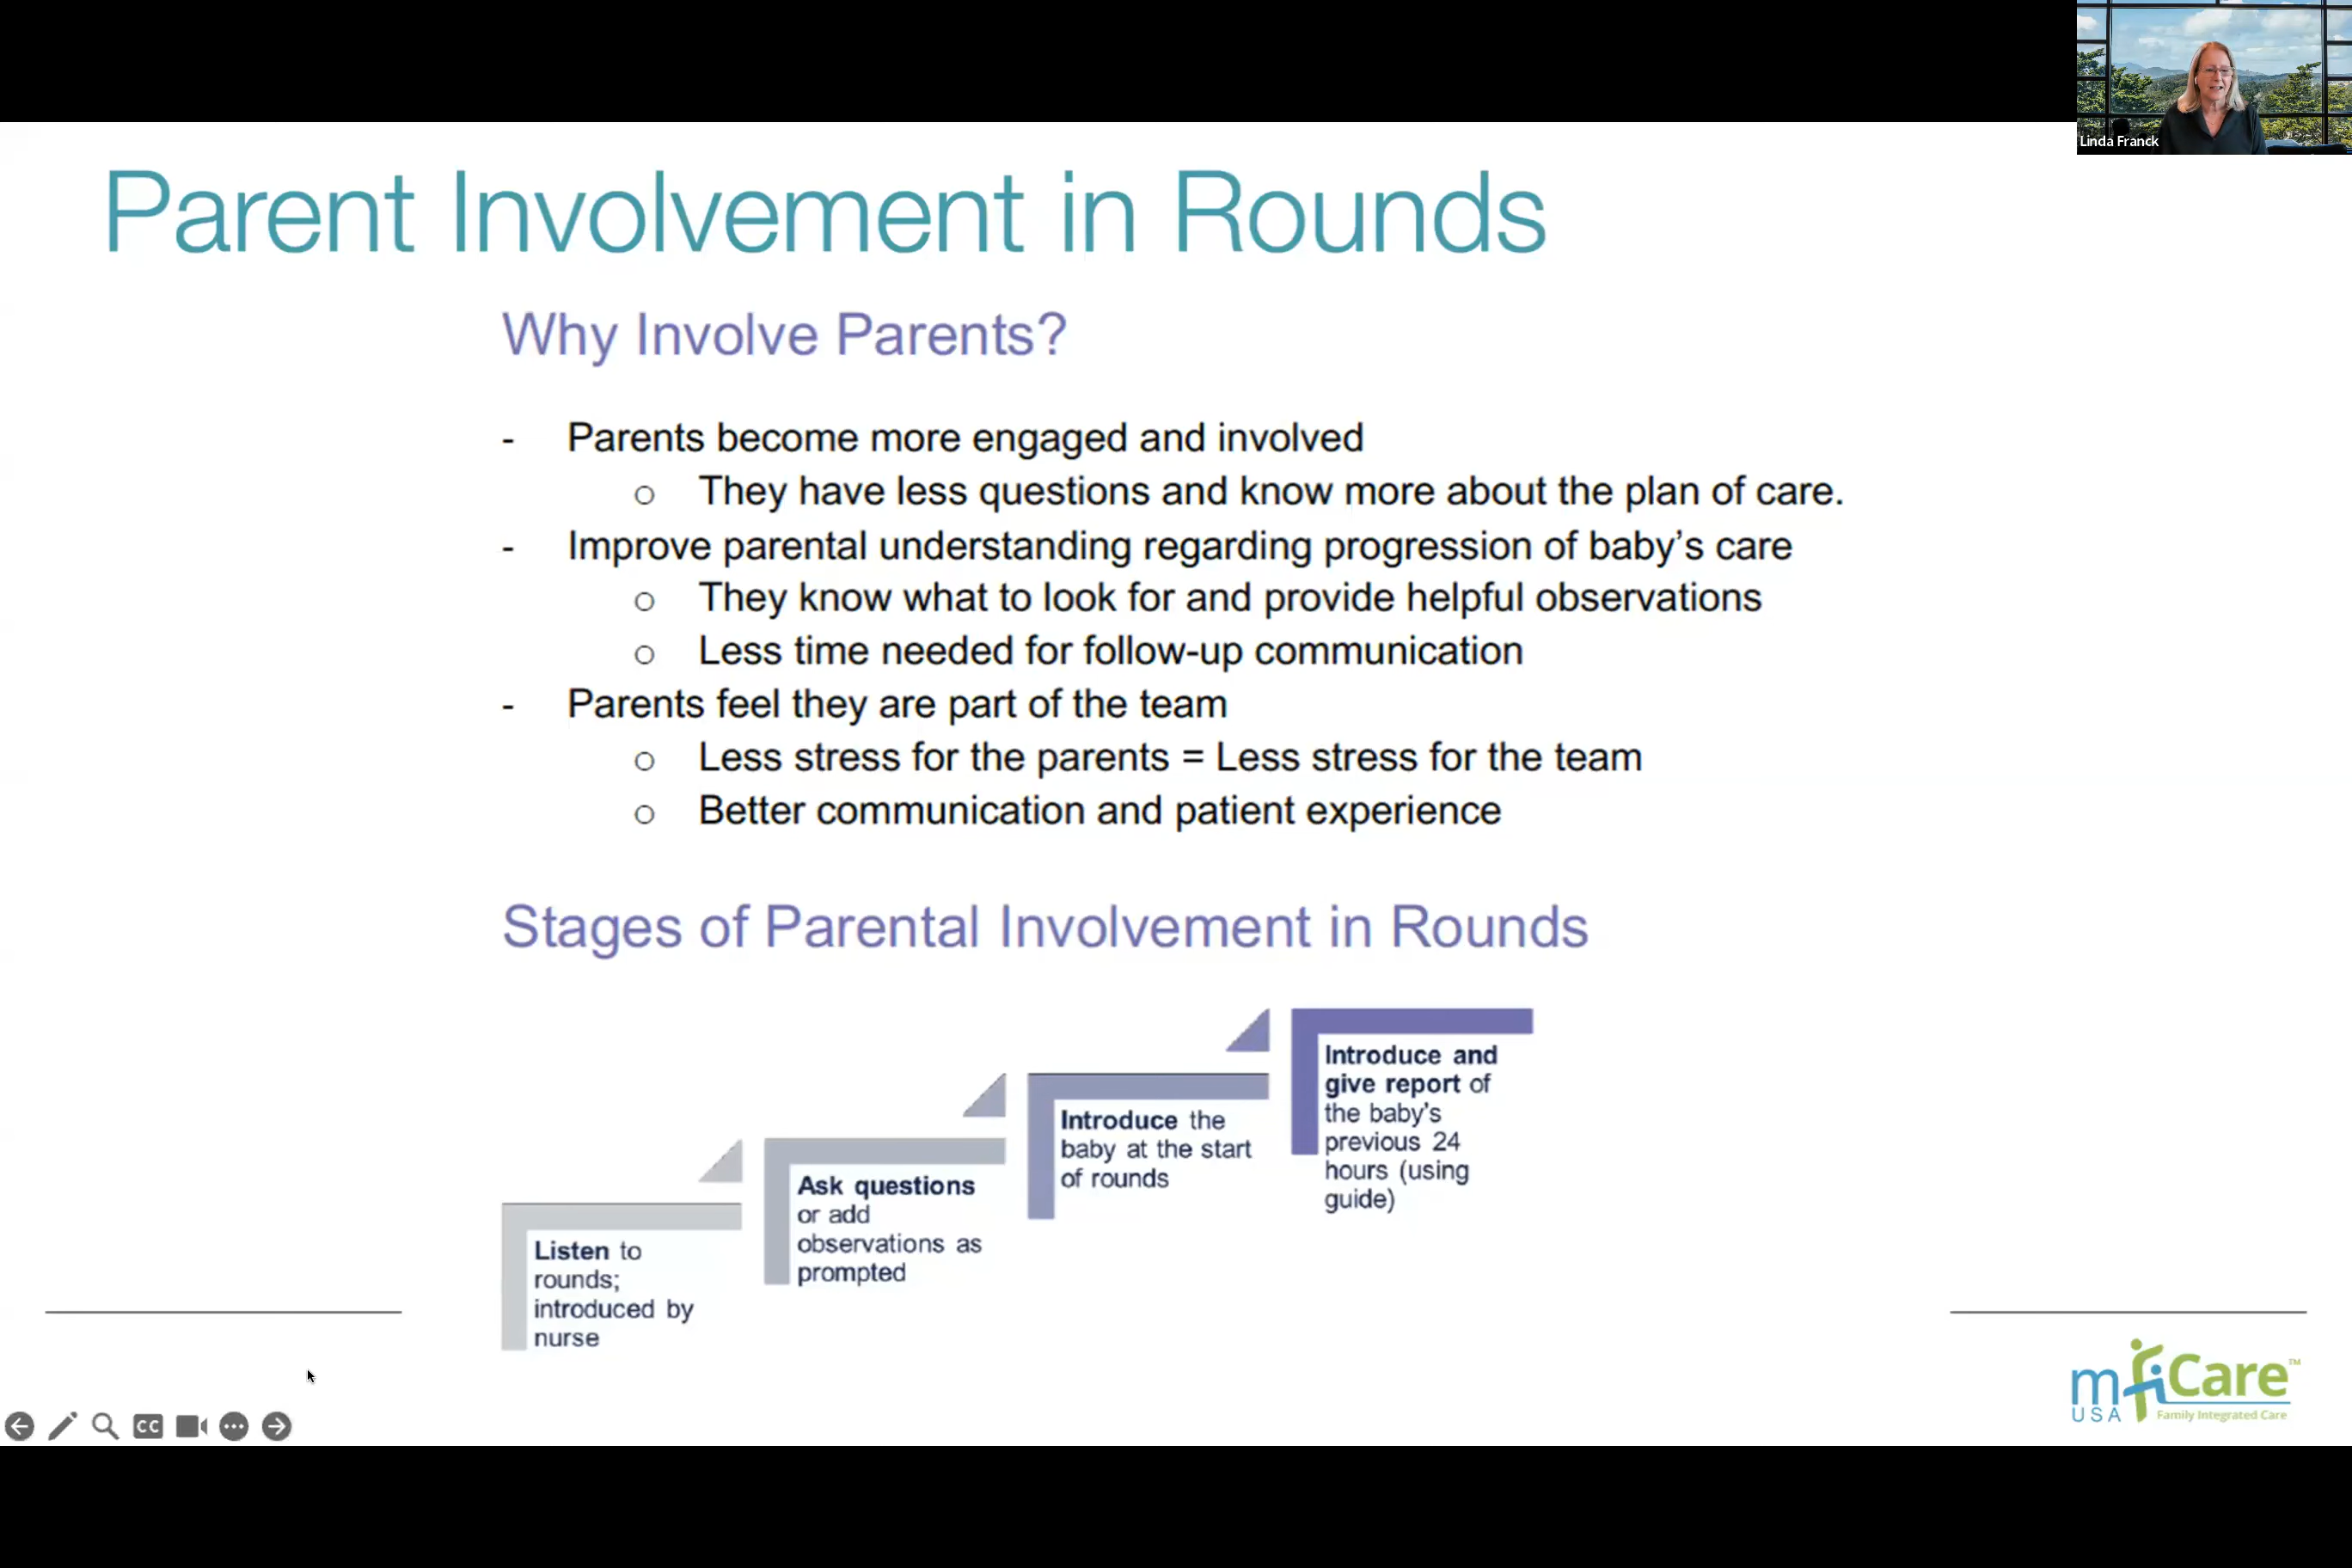 Linda Franck
Parent Involvement in Rounds
Why Involve Parents?
- Parents become more engaged and involved
o They have less questions and know more about the plan of care.
- Improve parental understanding regarding progression of baby's care
o They know what to look for and provide helpful observations
o Less time needed for follow-up communication
- Parents feel they are part of the team
o Less stress for the parents = Less stress for the team
o Better communication and patient experience
Stages of Parental Involvement in Rounds
Listen to
rounds;
introduced by
nurse
Ask questions
or add
observations as
prompted
Introduce the
baby at the start
of rounds
Introduce and
give report of
the baby's
previous 24
hours (using
guide)
mfiCare™
USA Family Integrated Care
CC